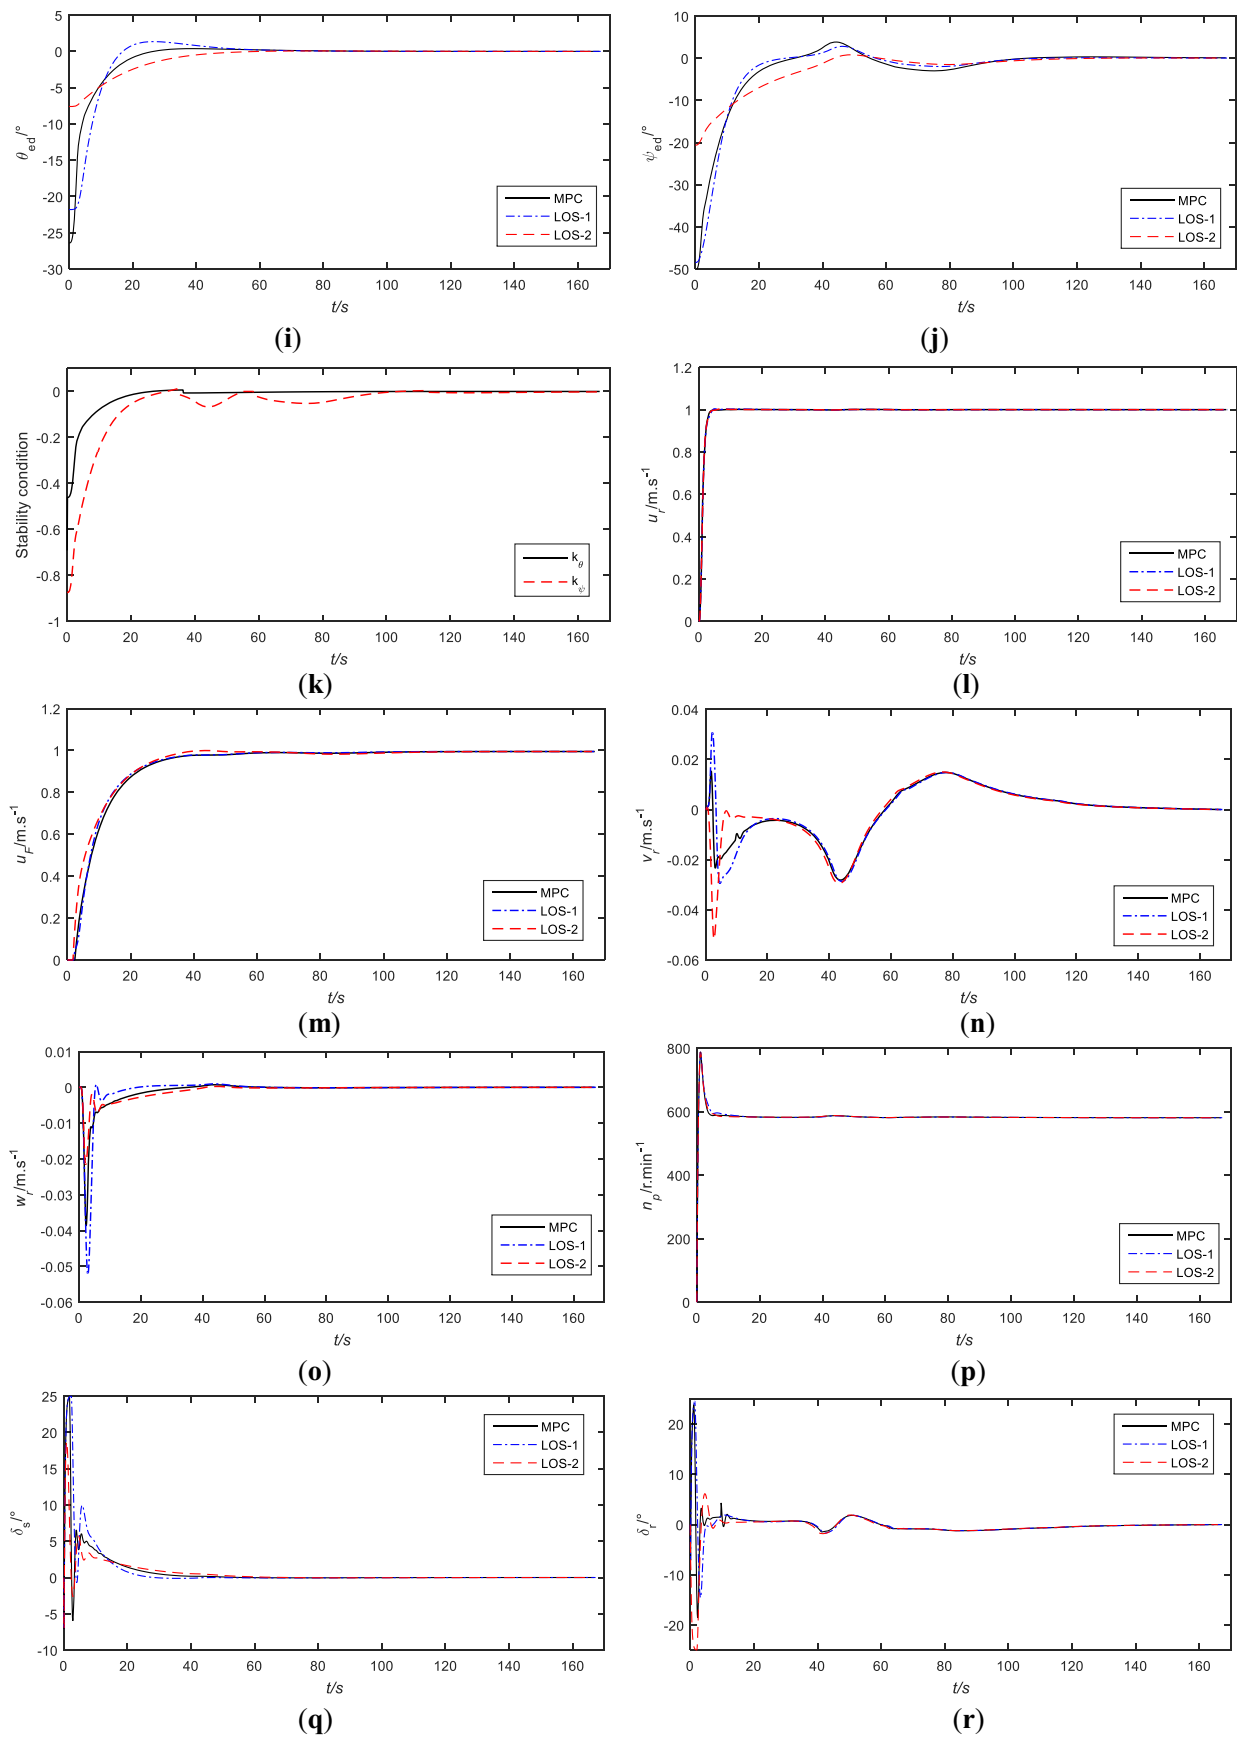 5
0
-5
-10
-15
-20
-25
-30
θed/°
MPC
LOS-1
LOS-2
0 20 40 60 80 100 120 140 160
t/s
(i)
10
0
-10
-20
-30
-40
-50
ψed/°
MPC
LOS-1
LOS-2
0 20 40 60 80 100 120 140 160
t/s
(j)
0
-0.2
-0.4
-0.6
-0.8
-1
Stability condition
kθ
kψ
0 20 40 60 80 100 120 140 160
t/s
(k)
1.2
1
0.8
0.6
0.4
0.2
0
ur/m.s-1
MPC
LOS-1
LOS-2
0 20 40 60 80 100 120 140 160
t/s
(l)
1.2
1
0.8
0.6
0.4
0.2
0
uF/m.s-1
MPC
LOS-1
LOS-2
0 20 40 60 80 100 120 140 160
t/s
(m)
0.04
0.02
0
-0.02
-0.04
-0.06
vr/m.s-1
MPC
LOS-1
LOS-2
0 20 40 60 80 100 120 140 160
t/s
(n)
0.01
0
-0.01
-0.02
-0.03
-0.04
-0.05
-0.06
wr/m.s-1
MPC
LOS-1
LOS-2
0 20 40 60 80 100 120 140 160
t/s
(o)
800
600
400
200
0
np/r.min-1
MPC
LOS-1
LOS-2
0 20 40 60 80 100 120 140 160
t/s
(p)
25
20
15
10
5
0
-5
-10
δs/°
MPC
LOS-1
LOS-2
0 20 40 60 80 100 120 140 160
t/s
(q)
20
10
0
-10
-20
δr/°
MPC
LOS-1
LOS-2
0 20 40 60 80 100 120 140 160
t/s
(r)